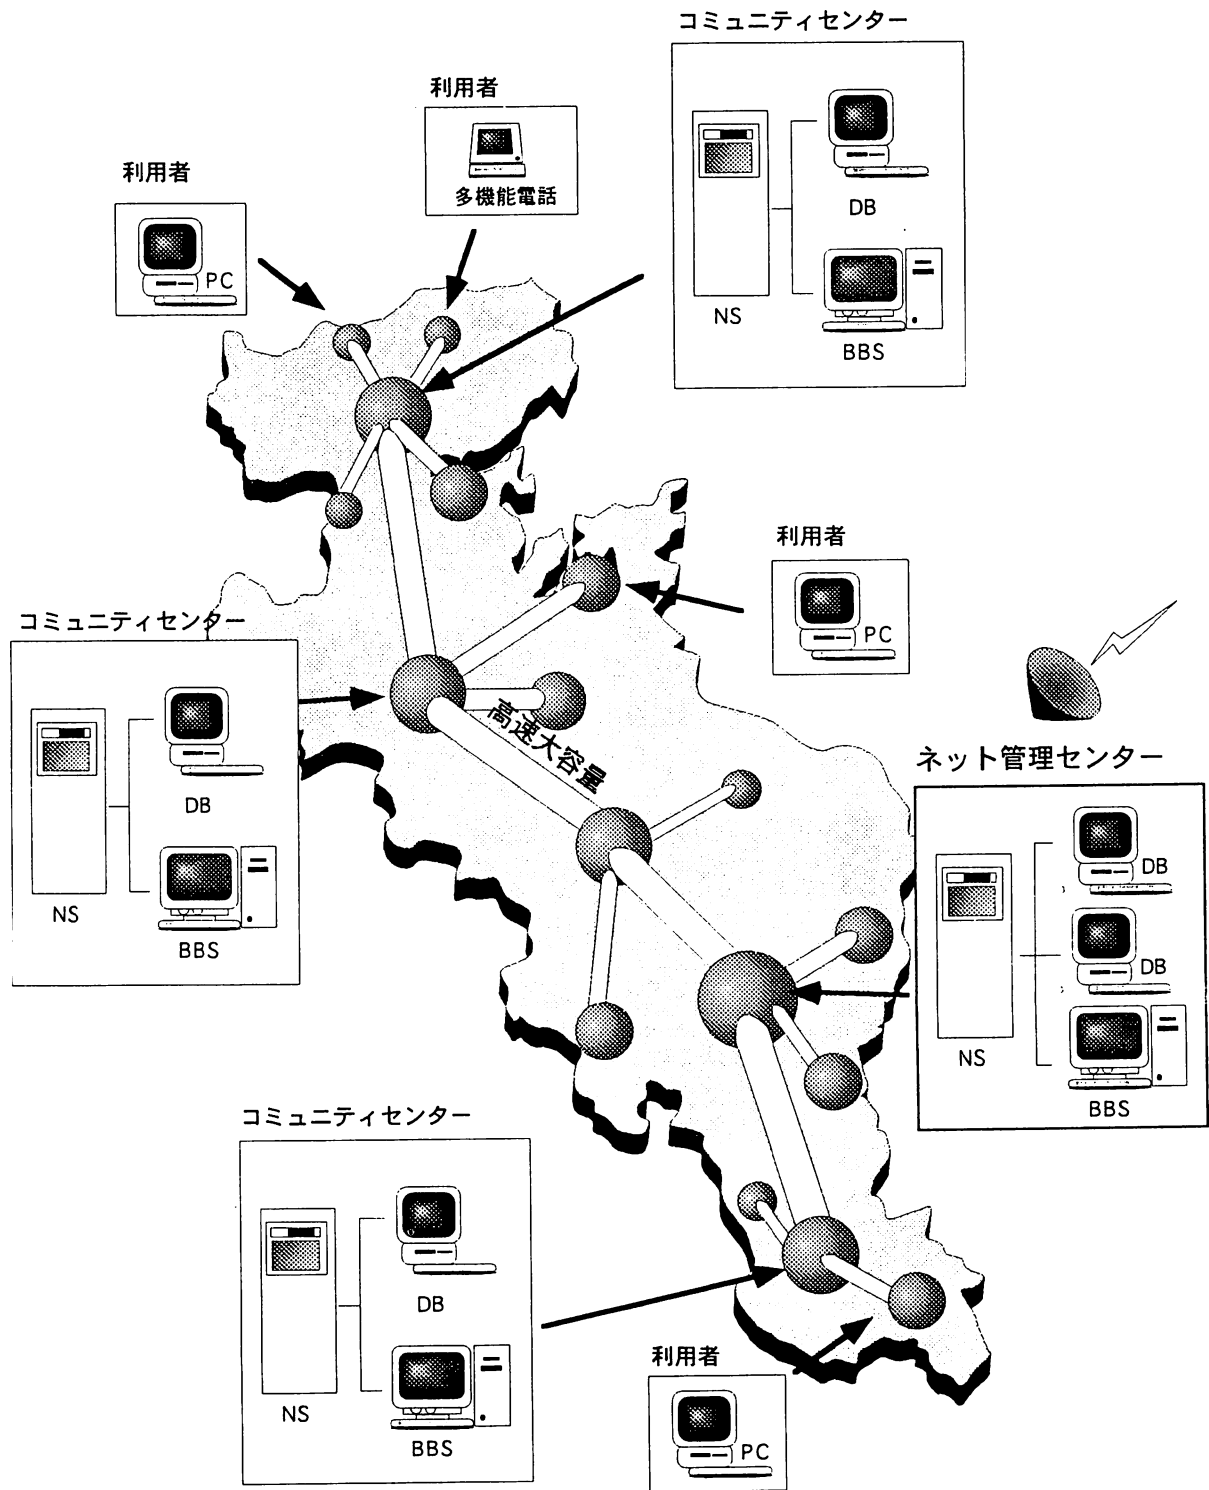 コミュニティセンター
NS
DB
BBS
利用者
多機能電話
利用者
PC
利用者
PC
コミュニティセンター
NS
DB
BBS
高速大容量
ネット管理センター
NS
DB
DB
BBS
コミュニティセンター
NS
DB
BBS
利用者
PC